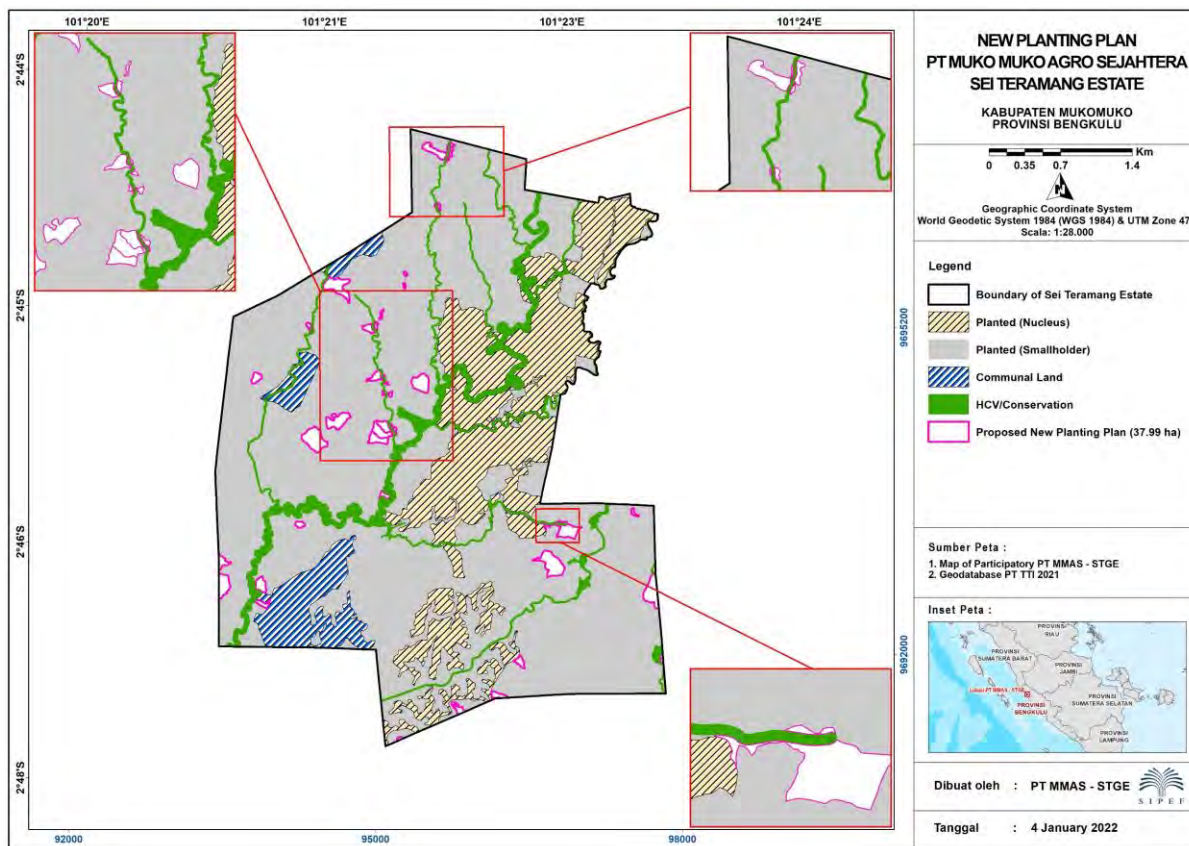 101°20'E
101°21'E
101°23'E
101°24'E
2°44'S
2°45'S
2°46'S
2°48'S
9695200
9692000
92000
95000
98000
NEW PLANTING PLAN
PT MUKO MUKO AGRO SEJAHTERA
SEI TERAMANG ESTATE
KABUPATEN MUKOMUKO
PROVINSI BENGKULU
Km
0 0.35 0.7 1.4
N
Geographic Coordinate System
World Geodetic System 1984 (WGS 1984) & UTM Zone 47
Scala: 1:28.000
Legend
Boundary of Sei Teramang Estate
Planted (Nucleus)
Planted (Smallholder)
Communal Land
HCV/Conservation
Proposed New Planting Plan (37.99 ha)
Sumber Peta :
1. Map of Participatory PT MMAS - STGE
2. Geodatabase PT TTI 2021
Inset Peta :
PROVINSI
RIAU
PROVINSI
SUMATERA BARAT
PROVINSI
JAMBI
Lokasi PT MMAS - STGE
PROVINSI
BENGKULU
PROVINSI
SUMATERA SELATAN
PROVINSI
LAMPUNG
Dibuat oleh : PT MMAS - STGE
SIPEF
Tanggal : 4 January 2022